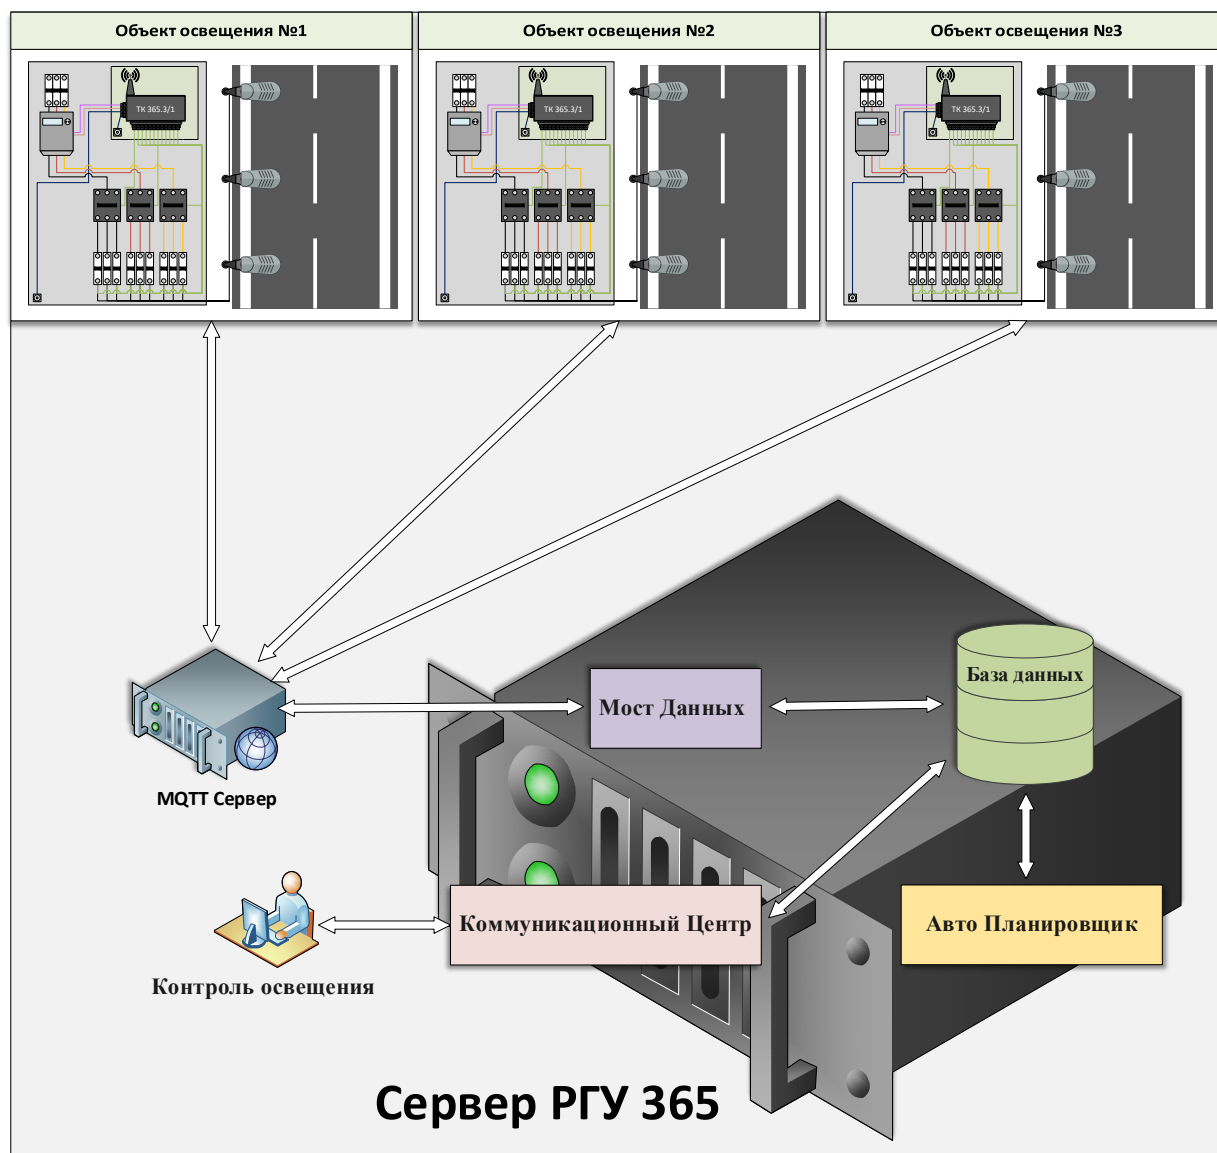 Объект освещения №1
Объект освещения №2
Объект освещения №3
ТК 365.3/1
ТК 365.3/1
ТК 365.3/1
База данных
Мост Данных
MQTT Сервер
Коммуникационный Центр
Авто Планировщик
Контроль освещения
Сервер РГУ 365